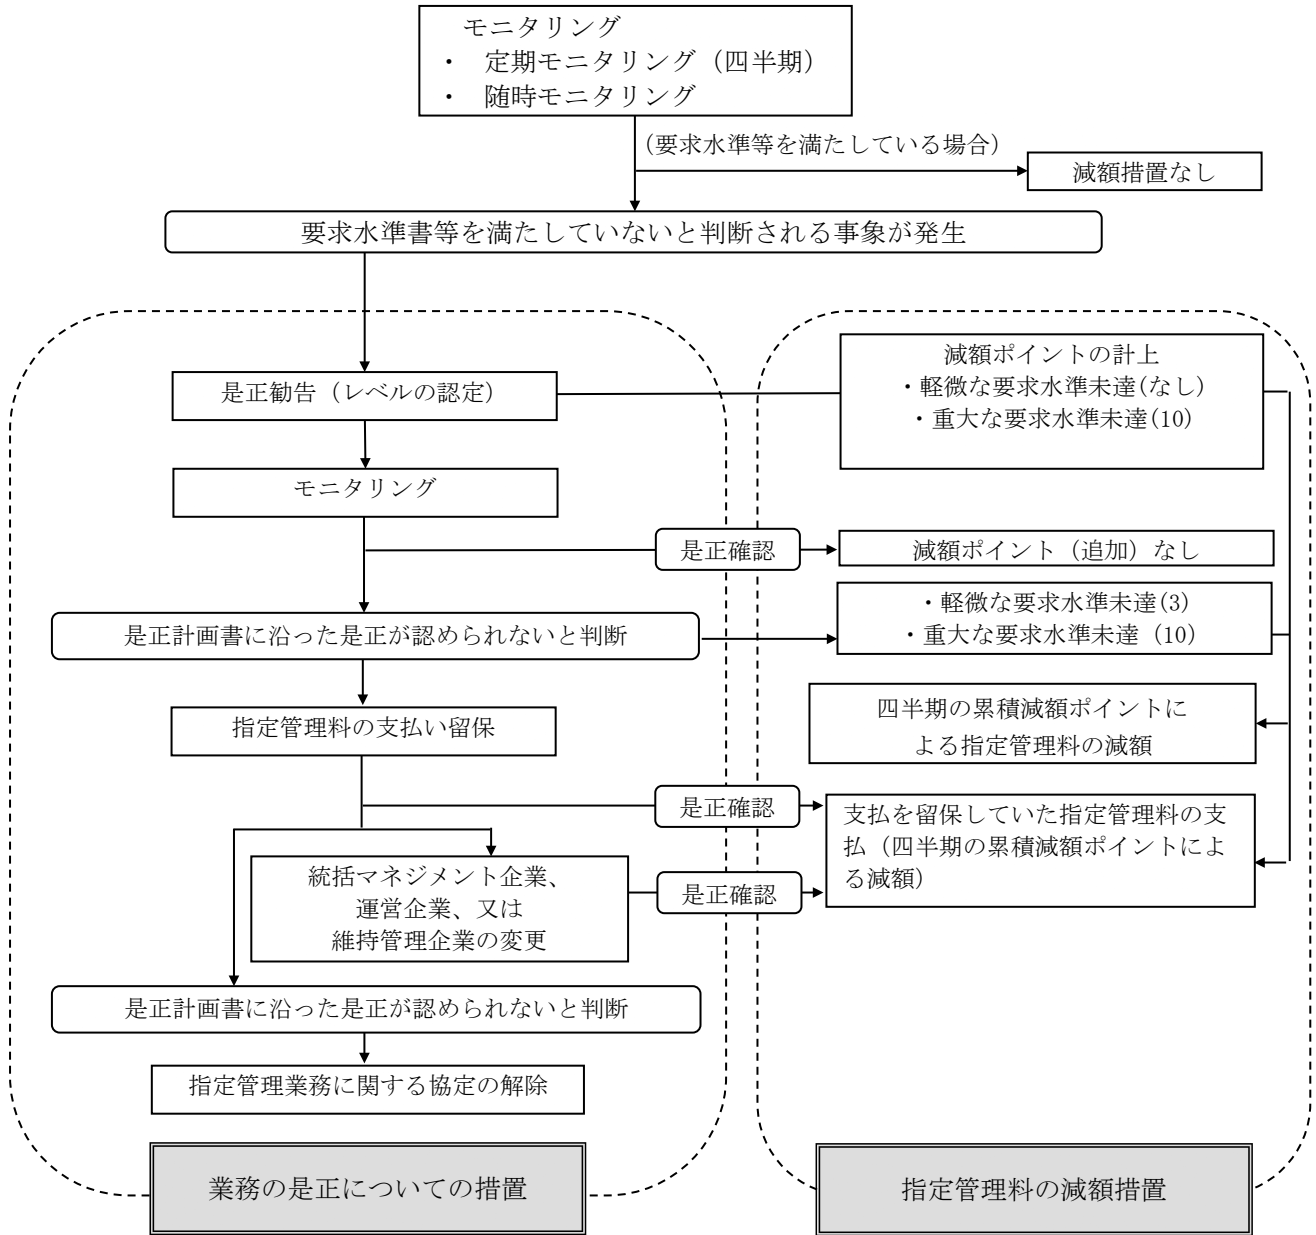 モニタリング
・ 定期モニタリング（四半期）
・ 随時モニタリング
(要求水準等を満たしている場合)
減額措置なし
要求水準書等を満たしていないと判断される事象が発生
是正勧告（レベルの認定）
減額ポイントの計上
・軽微な要求水準未達(なし)
・重大な要求水準未達(10)
モニタリング
是正確認
減額ポイント（追加）なし
是正計画書に沿った是正が認められないと判断
・軽微な要求水準未達(3)
・重大な要求水準未達（10）
指定管理料の支払い留保
四半期の累積減額ポイントに
よる指定管理料の減額
是正確認
支払を留保していた指定管理料の支
払（四半期の累積減額ポイントによ
る減額）
統括マネジメント企業、
運営企業、又は
維持管理企業の変更
是正確認
是正計画書に沿った是正が認められないと判断
指定管理業務に関する協定の解除
業務の是正についての措置
指定管理料の減額措置